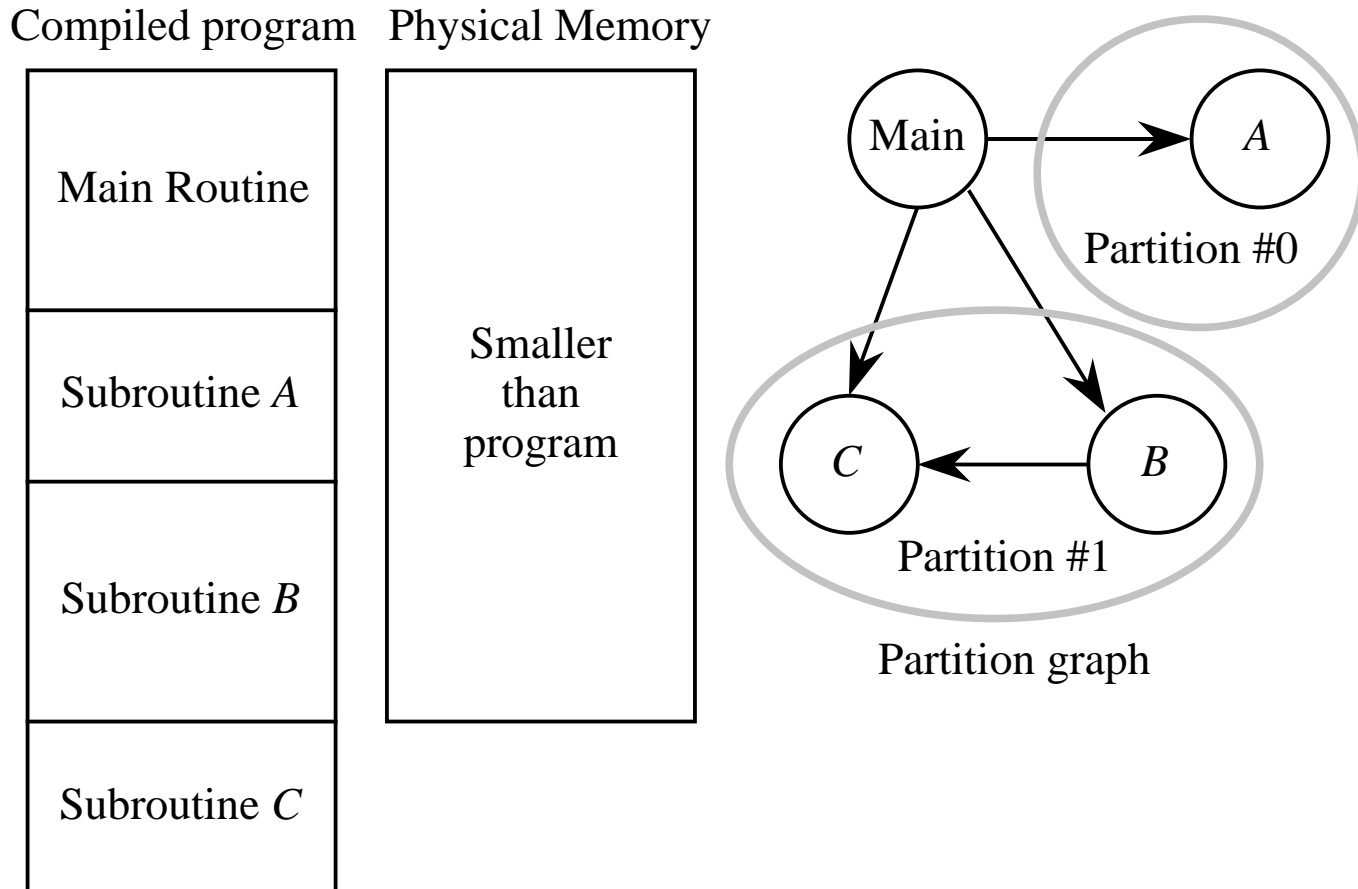 Compiled program
Physical Memory
Main Routine
Subroutine A
Subroutine B
Subroutine C
Smaller
than
program
Main
A
Partition #0
C
B
Partition #1
Partition graph